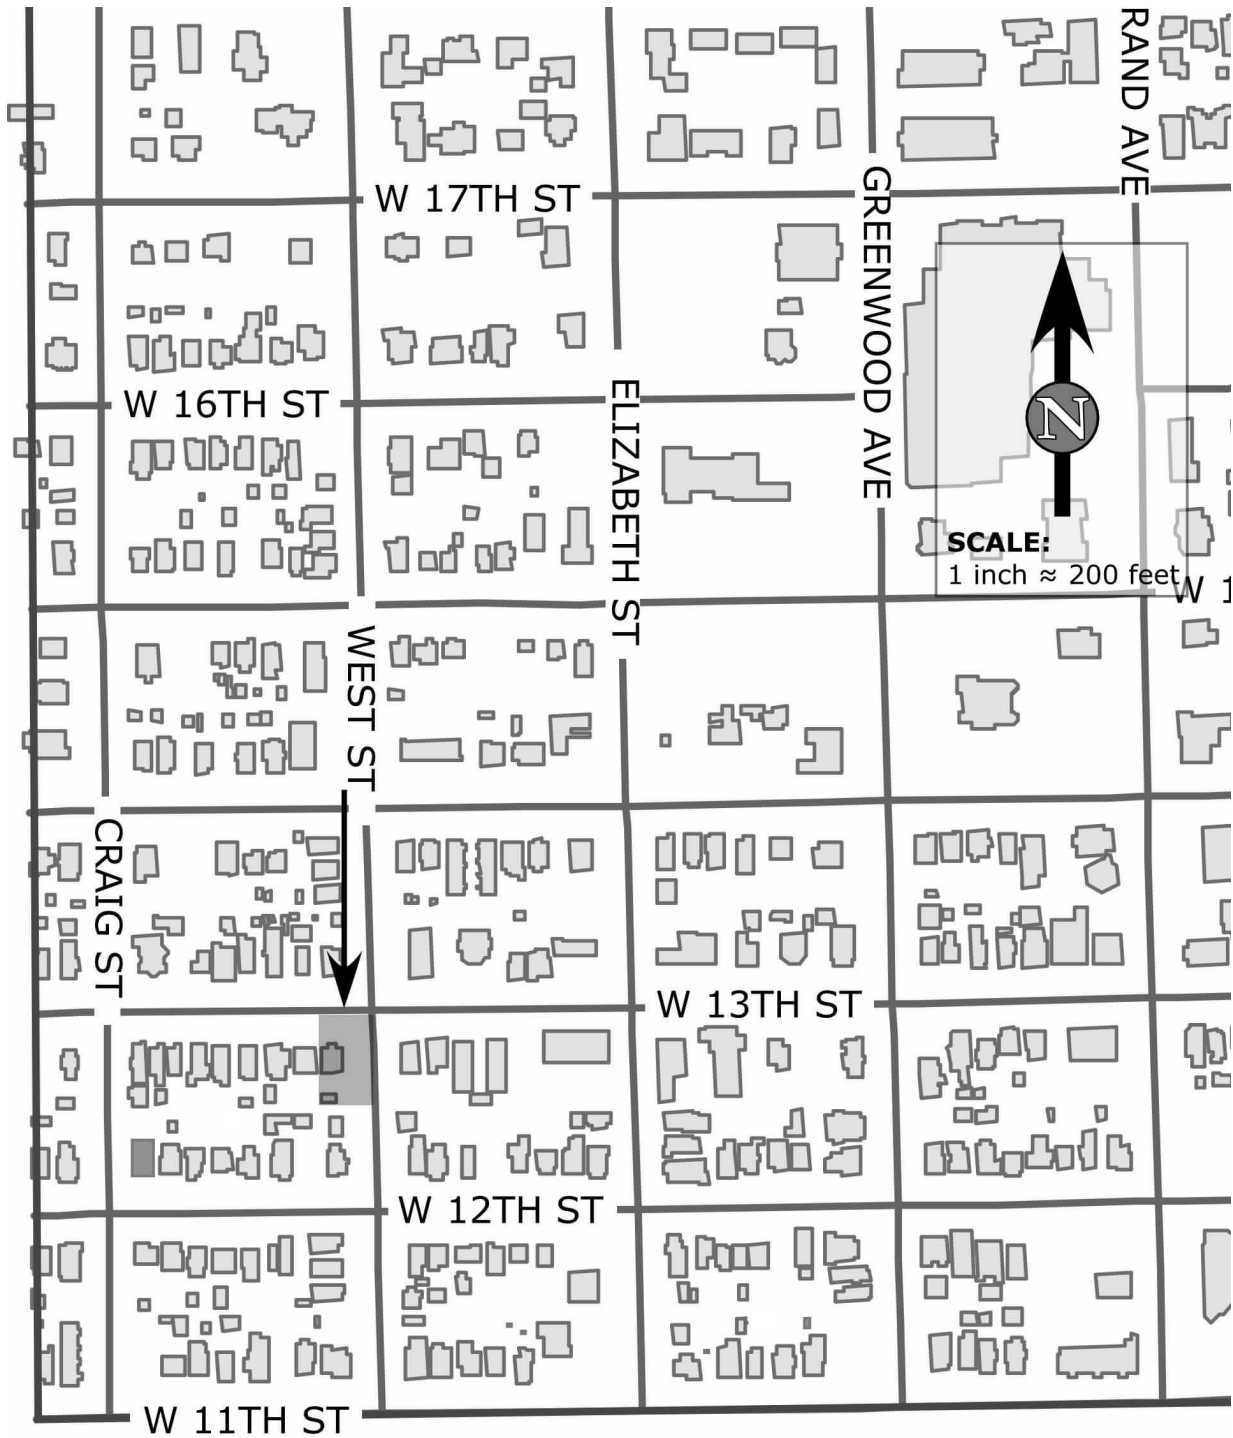 RAND AVE
W 17TH ST
GREENWOOD AVE
W 16TH ST
ELIZABETH ST
N
SCALE:
1 inch ≈ 200 feet
W 1
WEST ST
CRAIG ST
W 13TH ST
W 12TH ST
W 11TH ST